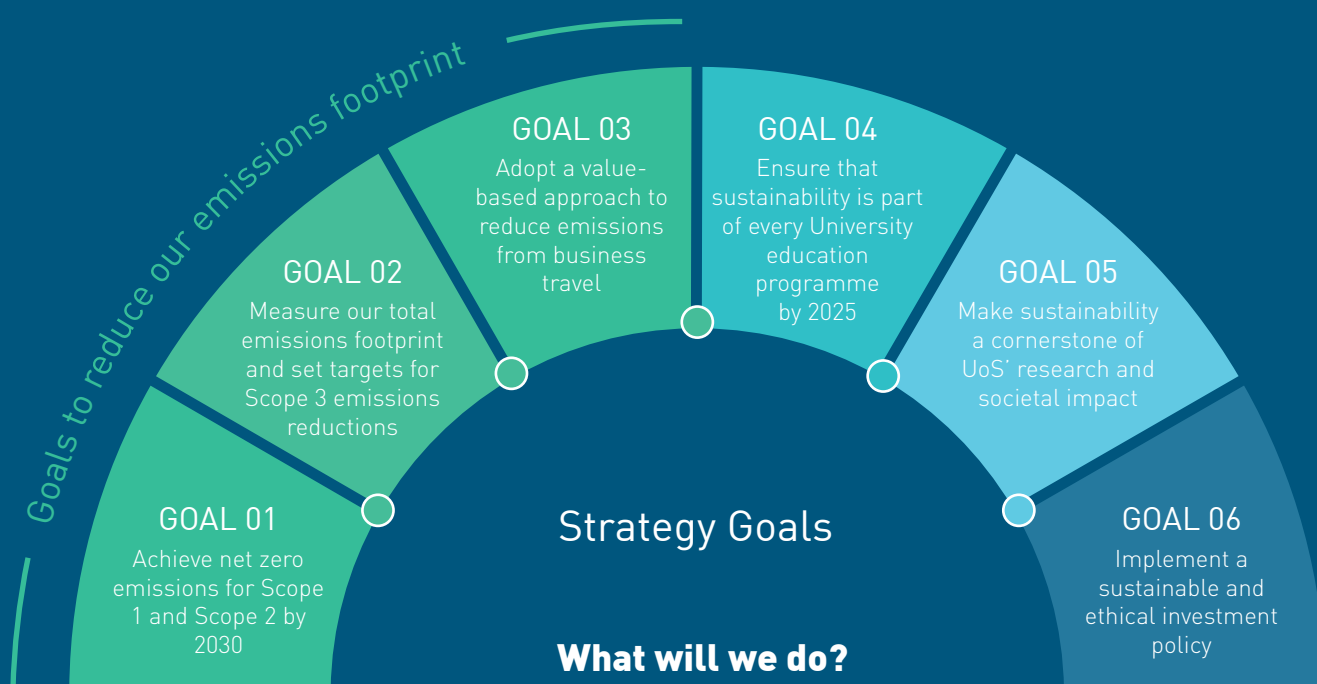 Goals to reduce our emissions footprint
GOAL 01
Achieve net zero
emissions for Scope
1 and Scope 2 by
2030
GOAL 02
Measure our total
emissions footprint
and set targets for
Scope 3 emissions
reductions
GOAL 03
Adopt a value-
based approach to
reduce emissions
from business
travel
GOAL 04
Ensure that
sustainability is part
of every University
education
programme
by 2025
GOAL 05
Make sustainability
a cornerstone of
UoS’ research and
societal impact
GOAL 06
Implement a
sustainable and
ethical investment
policy
Strategy Goals
What will we do?